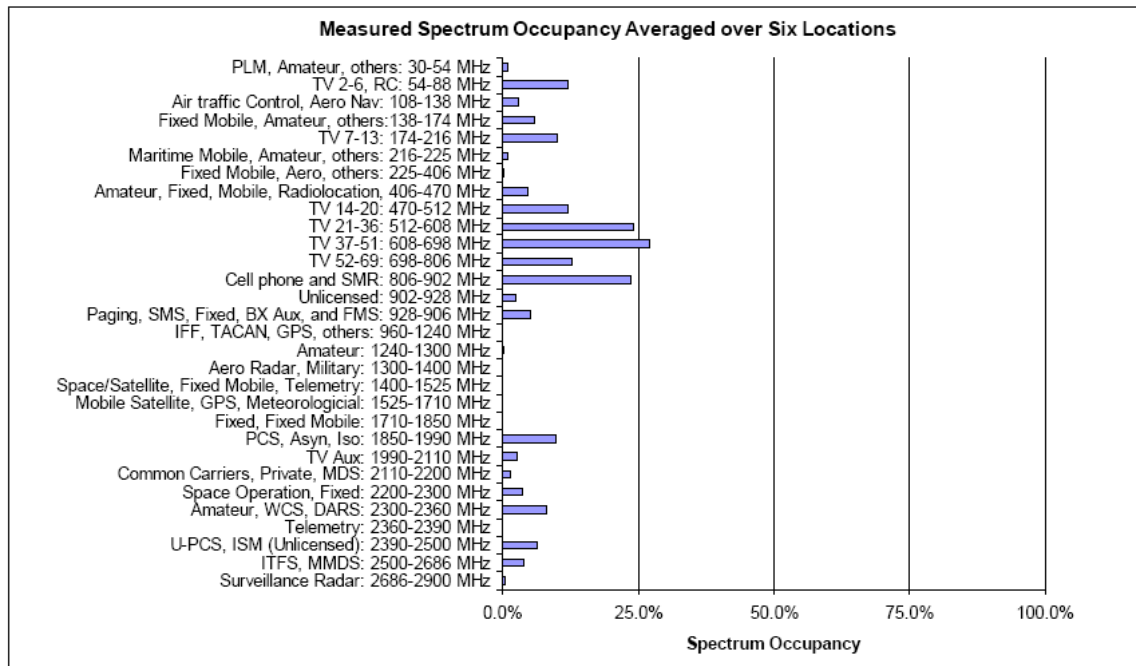 Measured Spectrum Occupancy Averaged over Six Locations
PLM, Amateur, others: 30-54 MHz
TV 2-6, RC: 54-88 MHz
Air traffic Control, Aero Nav: 108-138 MHz
Fixed Mobile, Amateur, others:138-174 MHz
TV 7-13: 174-216 MHz
Maritime Mobile, Amateur, others: 216-225 MHz
Fixed Mobile, Aero, others: 225-406 MHz
Amateur, Fixed, Mobile, Radiolocation, 406-470 MHz
TV 14-20: 470-512 MHz
TV 21-36: 512-608 MHz
TV 37-51: 608-698 MHz
TV 52-69: 698-806 MHz
Cell phone and SMR: 806-902 MHz
Unlicensed: 902-928 MHz
Paging, SMS, Fixed, BX Aux, and FMS: 928-906 MHz
IFF, TACAN, GPS, others: 960-1240 MHz
Amateur: 1240-1300 MHz
Aero Radar, Military: 1300-1400 MHz
Space/Satellite, Fixed Mobile, Telemetry: 1400-1525 MHz
Mobile Satellite, GPS, Meteorologicial: 1525-1710 MHz
Fixed, Fixed Mobile: 1710-1850 MHz
PCS, Asyn, Iso: 1850-1990 MHz
TV Aux: 1990-2110 MHz
Common Carriers, Private, MDS: 2110-2200 MHz
Space Operation, Fixed: 2200-2300 MHz
Amateur, WCS, DARS: 2300-2360 MHz
Telemetry: 2360-2390 MHz
U-PCS, ISM (Unlicensed): 2390-2500 MHz
ITFS, MMDS: 2500-2686 MHz
Surveillance Radar: 2686-2900 MHz
0.0% 25.0% 50.0% 75.0% 100.0%
Spectrum Occupancy